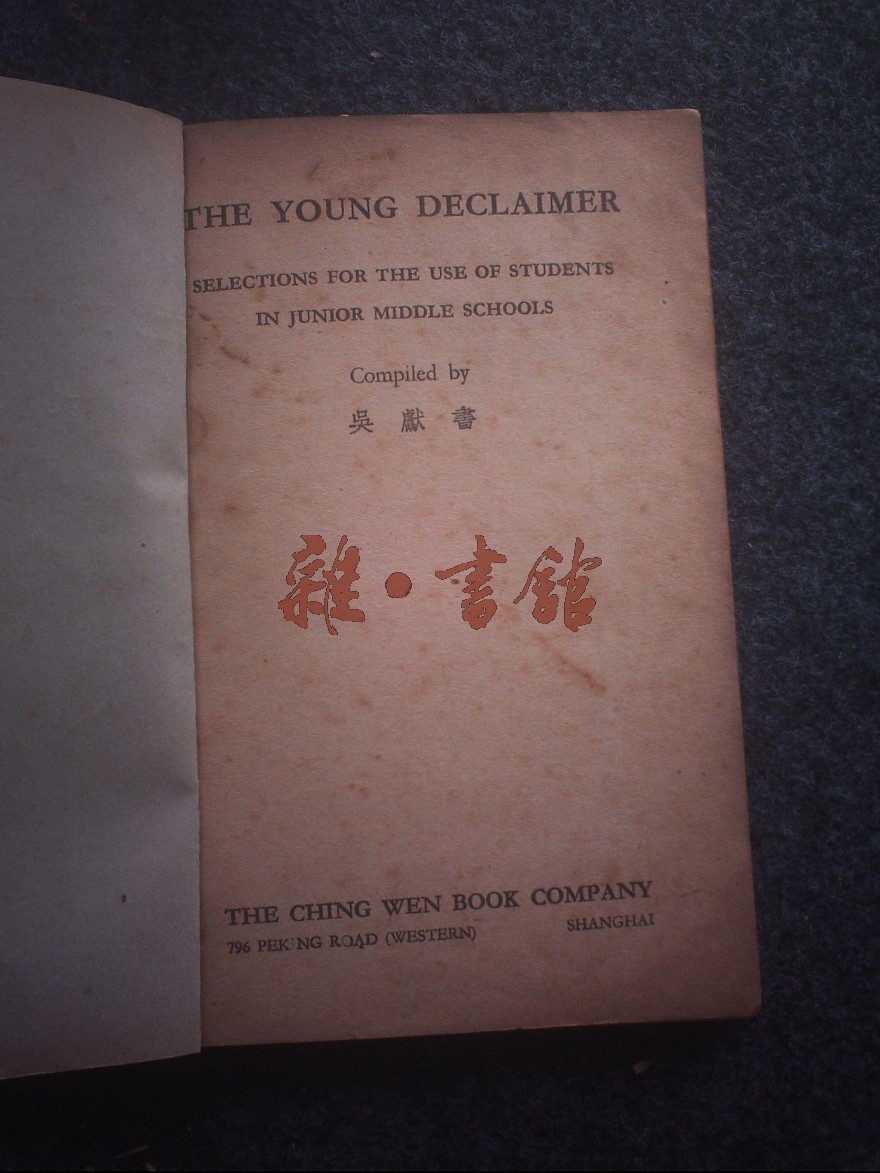 THE YOUNG DECLAIMER
SELECTIONS FOR THE USE OF STUDENTS
IN JUNIOR MIDDLE SCHOOLS
Compiled by
吳獻書
雜·書館
THE CHING WEN BOOK COMPANY
796 PEKING ROAD (WESTERN) SHANGHAI